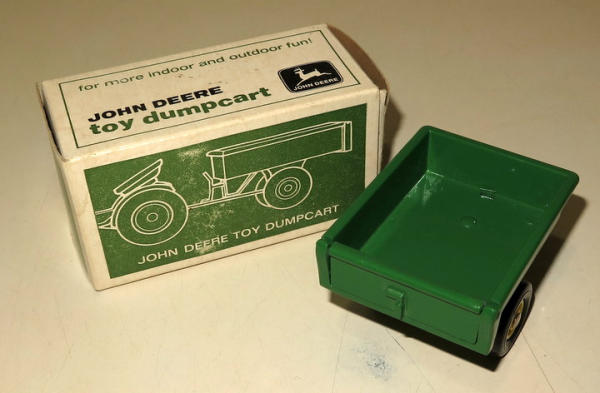 for more indoor and outdoor fun!
JOHN DEERE
toy dumpcart
JOHN DEERE
JOHN DEERE TOY DUMPCART